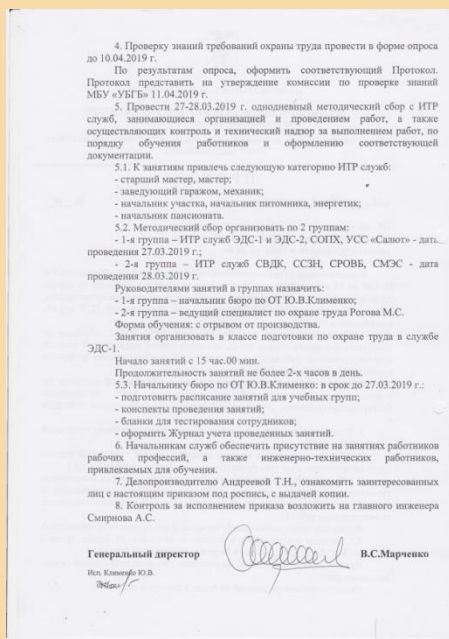 4. Проверку знаний требований охраны труда провести в форме опроса
до 10.04.2019 г.
По результатам опроса, оформить соответствующий Протокол.
Протокол представить на утверждение комиссии по проверке знаний
МБУ «УБГБ» 11.04.2019 г.
5. Провести 27-28.03.2019 г. однодневный методический сбор с ИТР
служб, занимающиеся организацией и проведением работ, а также
осуществляющих контроль и технический надзор за выполнением работ, по
порядку обучения работников и оформлению соответствующей
документации.
5.1. К занятиям привлечь следующую категорию ИТР служб:
- старший мастер, мастер;
- заведующий гаражом, механик;
- начальник участка, начальник питомника, энергетик;
- начальник пансионата.
5.2. Методический сбор организовать по 2 группам:
- 1-я группа – ИТР служб ЭДС-1 и ЭДС-2, СОПХ, УСС «Салют» - дата
проведения 27.03.2019 г.;
- 2-я группа – ИТР служб СВДК, ССЗН, СРОВБ, СМЭС - дата
проведения 28.03.2019 г.
Руководителями занятий в группах назначить:
- 1-я группа – начальник бюро по ОТ Ю.В.Клименко;
- 2-я группа – ведущий специалист по охране труда Рогова М.С.
Форма обучения: с отрывом от производства.
Занятия организовать в классе подготовки по охране труда в службе
ЭДС-1.
Начало занятий с 15 час.00 мин.
Продолжительность занятий не более 2-х часов в день.
5.3. Начальнику бюро по ОТ Ю.В.Клименко: в срок до 27.03.2019 г.:
- подготовить расписание занятий для учебных групп;
- конспекты проведения занятий;
- бланки для тестирования сотрудников;
- оформить Журнал учета проведенных занятий.
6. Начальникам служб обеспечить присутствие на занятиях работников
рабочих профессий, а также инженерно-технических работников,
привлекаемых для обучения.
7. Делопроизводителю Андреевой Т.Н., ознакомить заинтересованных
лиц с настоящим приказом под роспись, с выдачей копии.
8. Контроль за исполнением приказа возложить на главного инженера
Смирнова А.С.
Генеральный директор В.С.Марченко
Исп. Клименко Ю.В.